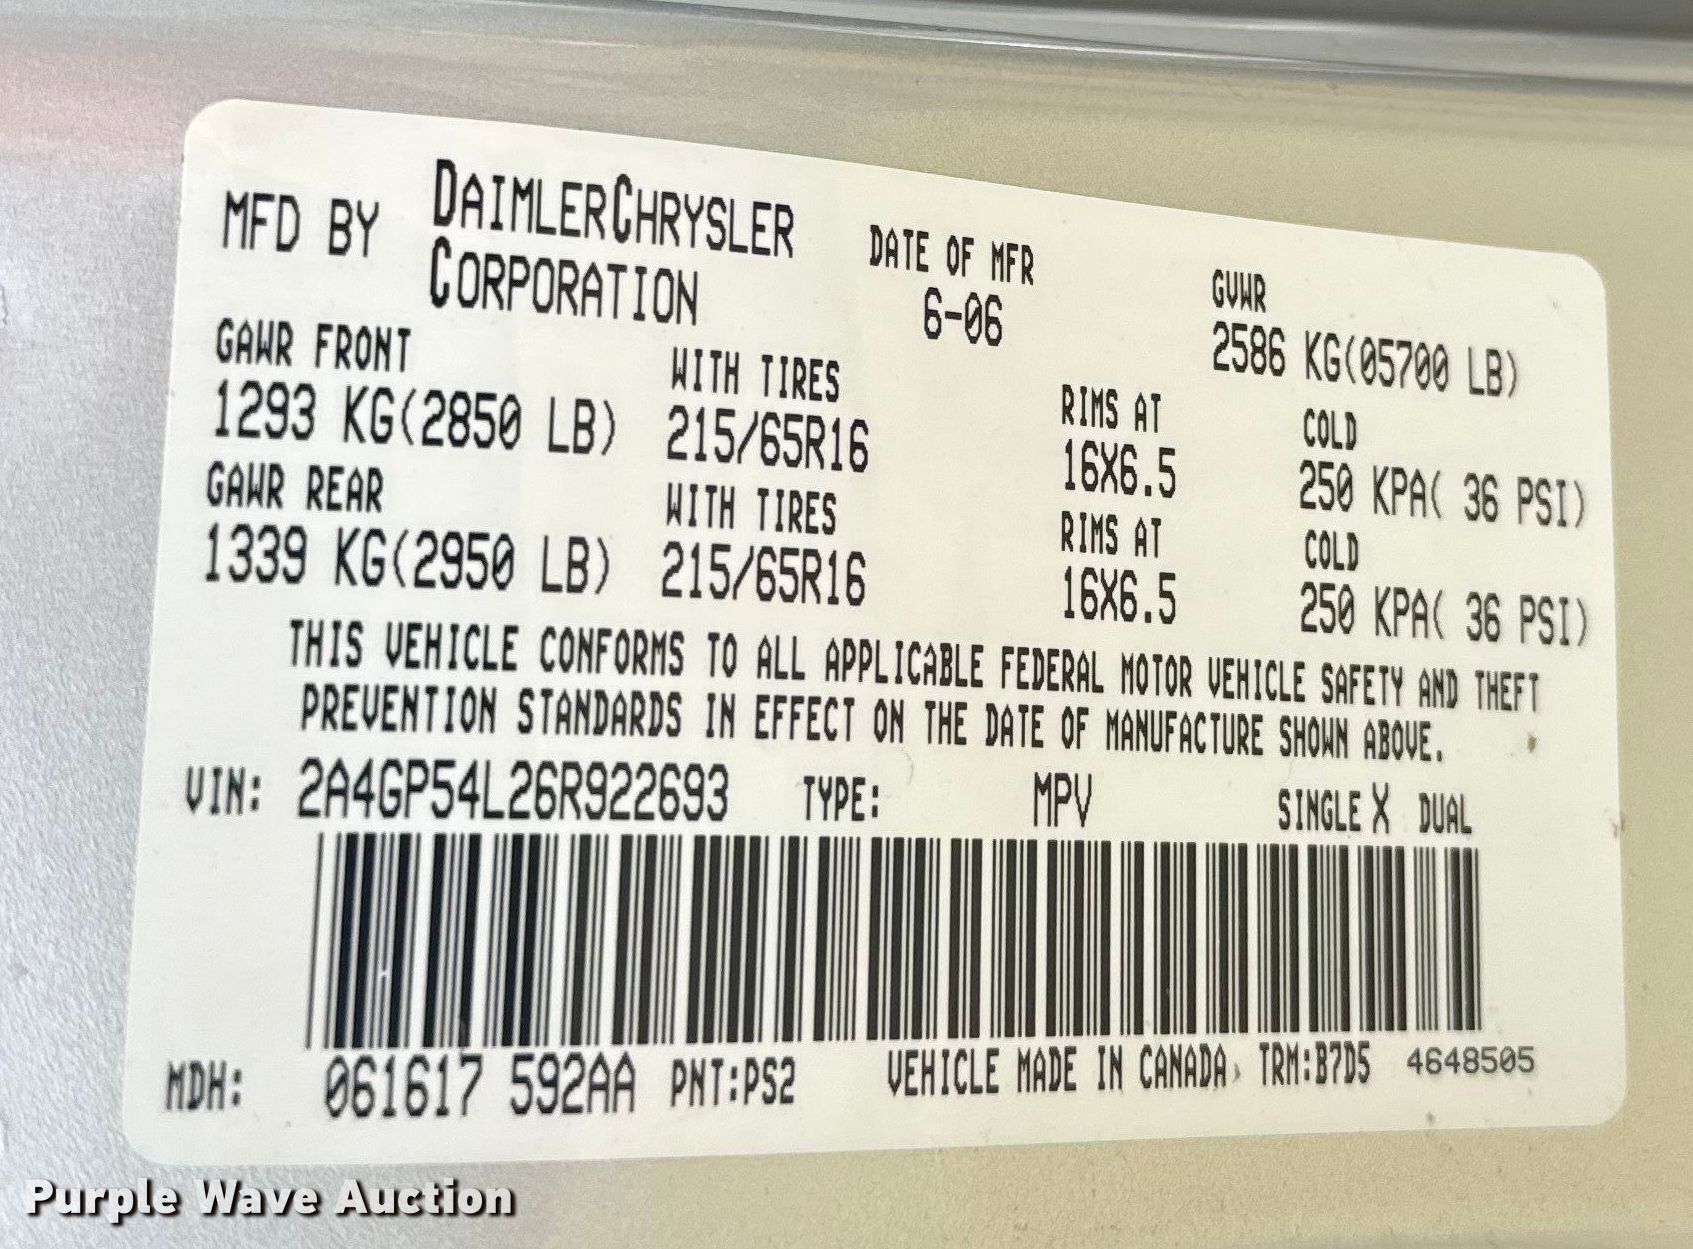 MFD BY DAIMLERCHRYSLER CORPORATION
DATE OF MFR 6-06
GVWR 2586 KG(05700 LB)
GAWR FRONT WITH TIRES RIMS AT COLD
1293 KG(2850 LB) 215/65R16 16X6.5 250 KPA( 36 PSI)
GAWR REAR WITH TIRES RIMS AT COLD
1339 KG(2950 LB) 215/65R16 16X6.5 250 KPA( 36 PSI)
THIS VEHICLE CONFORMS TO ALL APPLICABLE FEDERAL MOTOR VEHICLE SAFETY AND THEFT
PREVENTION STANDARDS IN EFFECT ON THE DATE OF MANUFACTURE SHOWN ABOVE.
VIN: 2A4GP54L26R922693 TYPE: MPV SINGLE X DUAL
MDH: 061617 592AA PNT:PS2 VEHICLE MADE IN CANADA TRM:B7D5 4648505
Purple Wave Auction